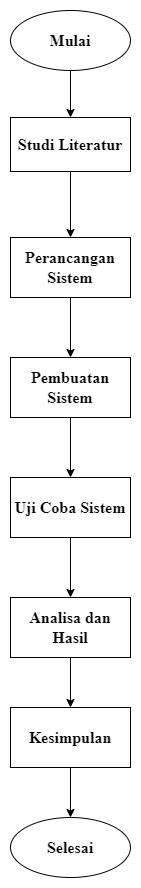 Mulai
Studi Literatur
Perancangan
Sistem
Pembuatan
Sistem
Uji Coba Sistem
Analisa dan
Hasil
Kesimpulan
Selesai